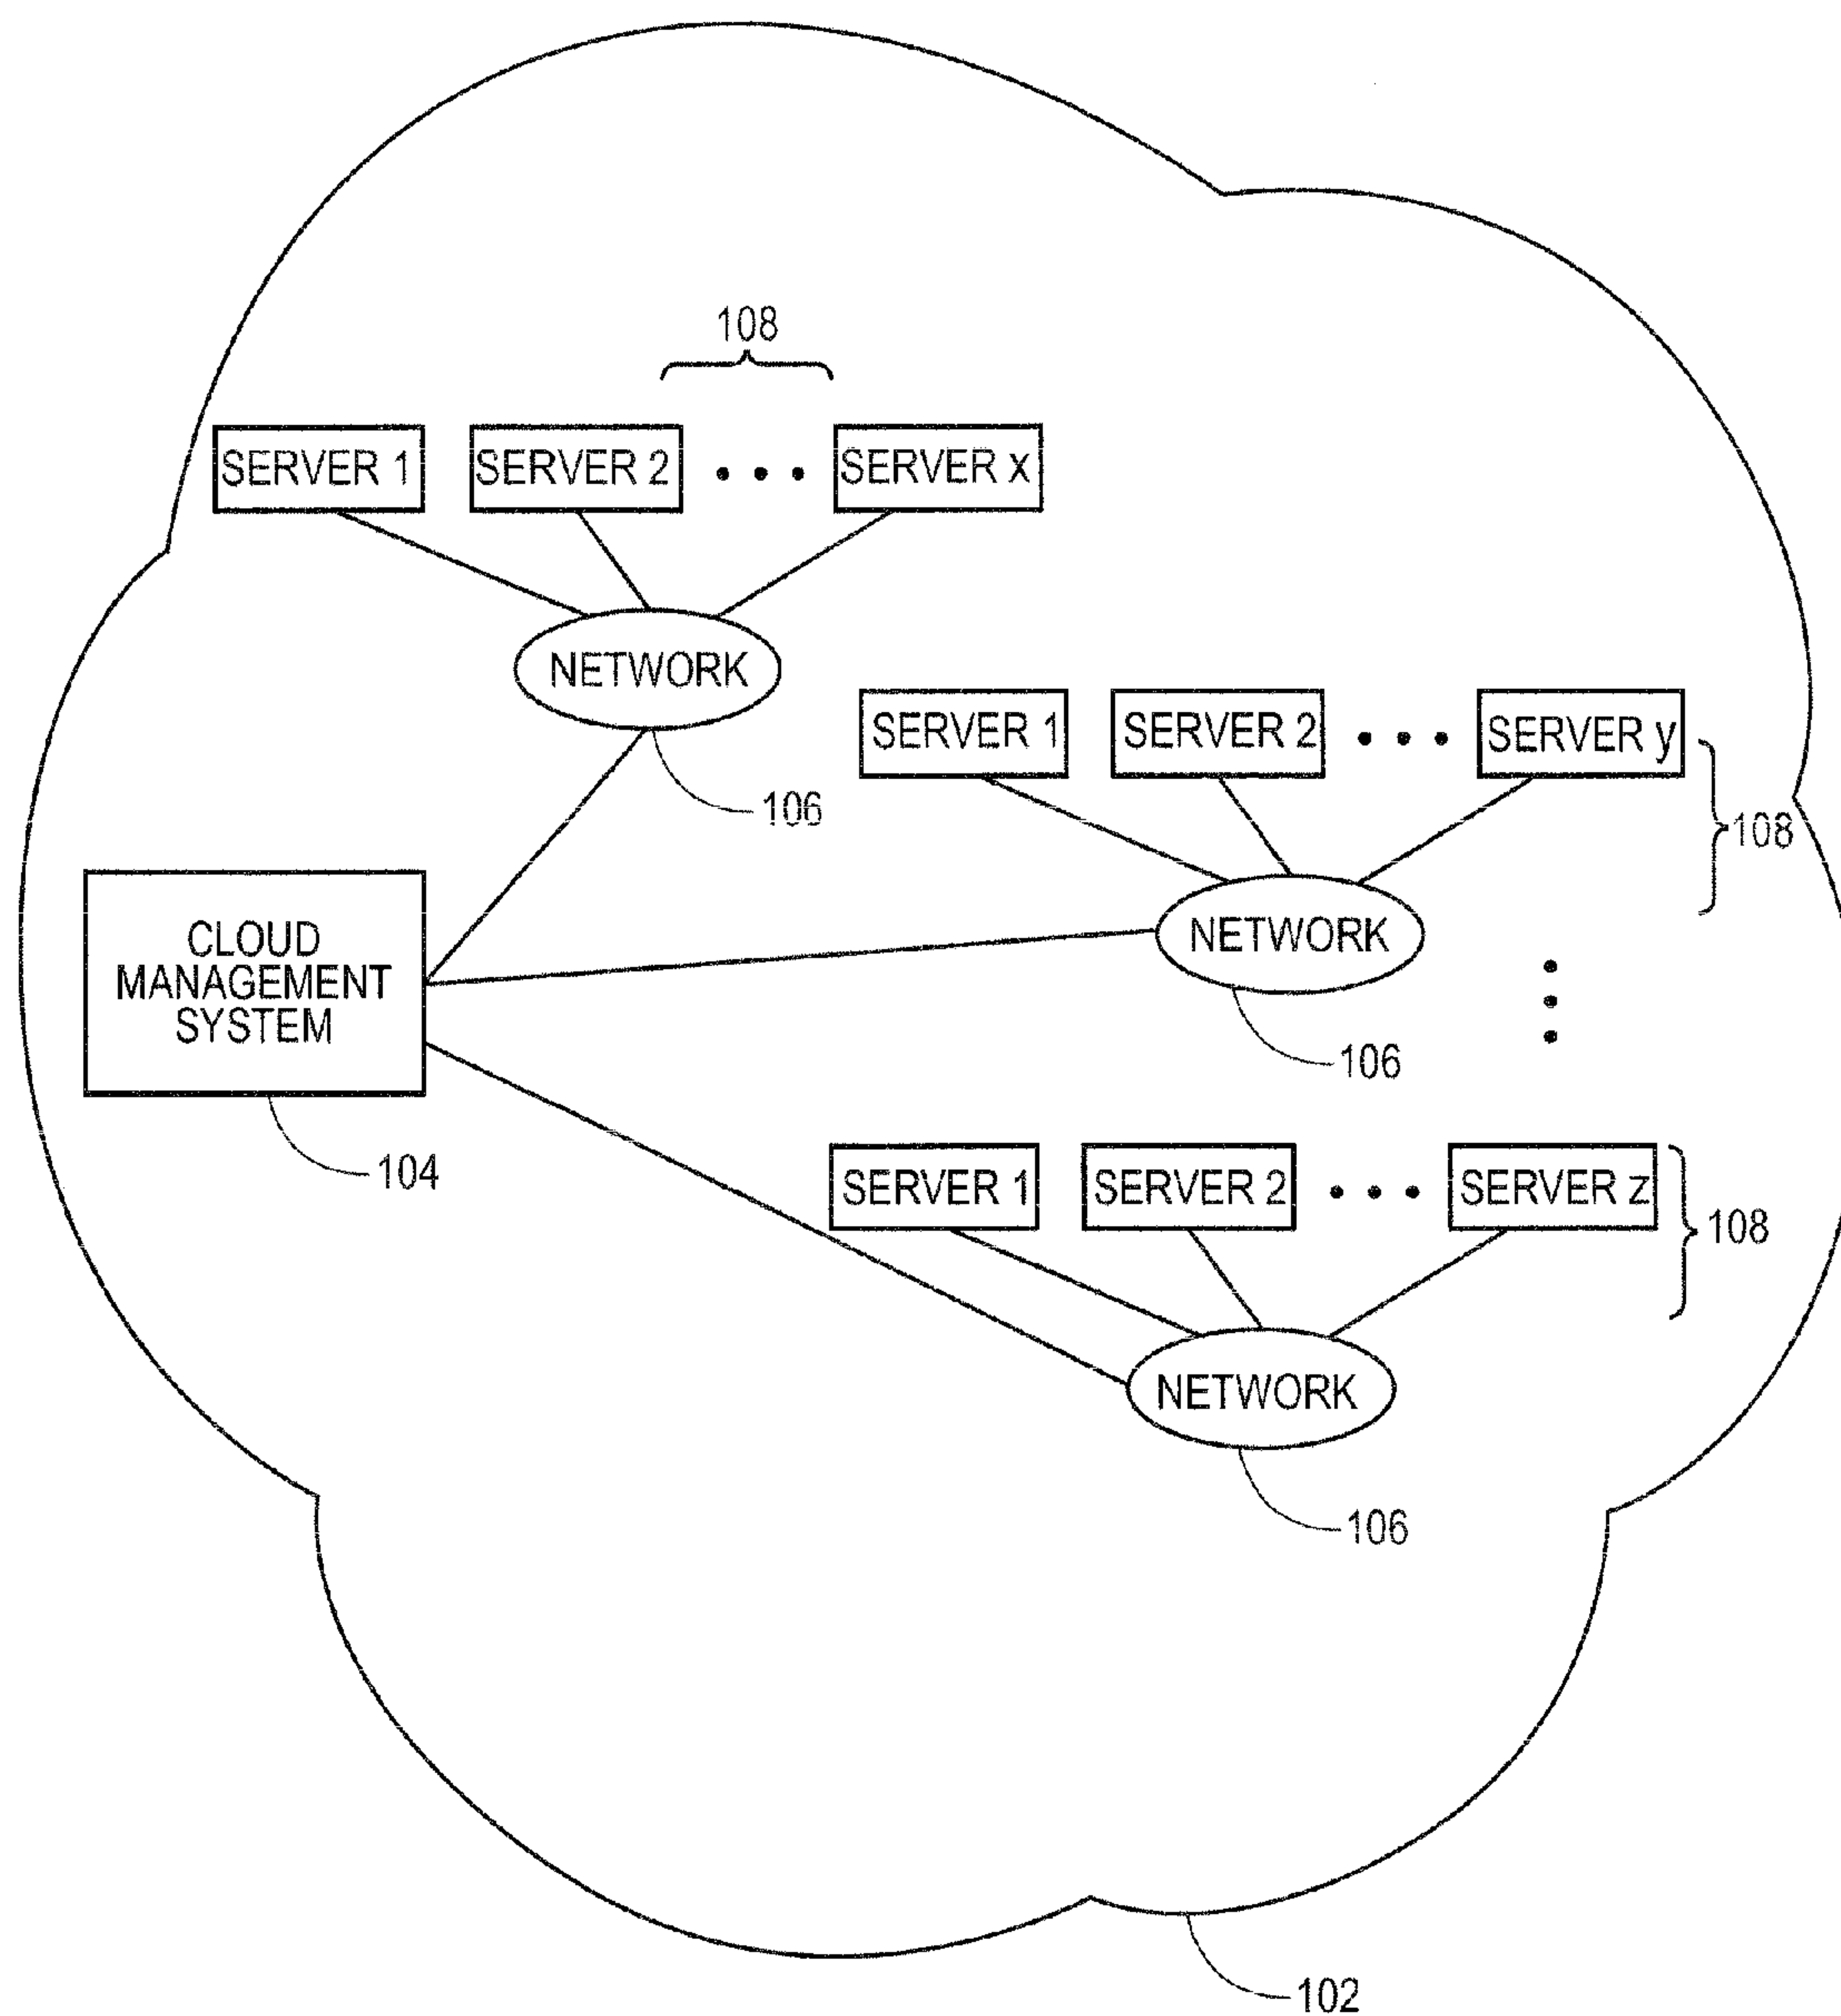 108
SERVER 1 SERVER 2 • • • SERVER x
NETWORK
106
SERVER 1 SERVER 2 • • • SERVER y
108
CLOUD
MANAGEMENT
SYSTEM
104
NETWORK
106
SERVER 1 SERVER 2 • • • SERVER z
108
NETWORK
106
102